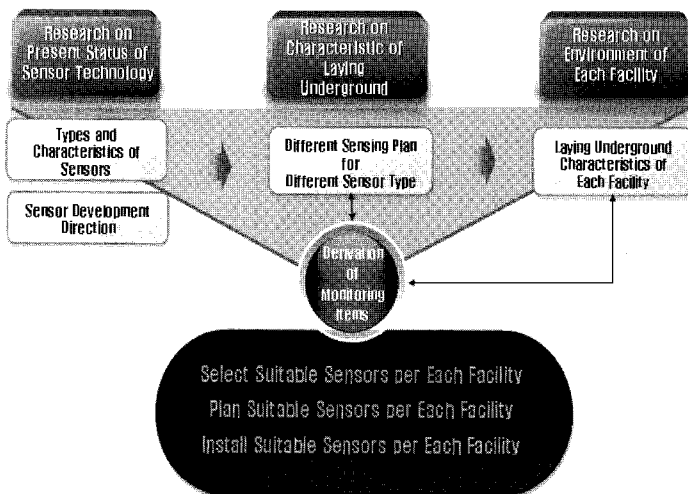 Research on
Present Status of
Sensor Technology
Research on
Characteristic of
Laying
Underground
Research on
Environment of
Each Facility
Types and
Characteristics of
Sensors
Different Sensing Plan
for
Different Sensor Type
Laying Underground
Characteristics of
Each Facility
Sensor Development
Direction
Derivation
of
Monitoring
Items
Select Suitable Sensors per Each Facility
Plan Suitable Sensors per Each Facility
Install Suitable Sensors per Each Facility